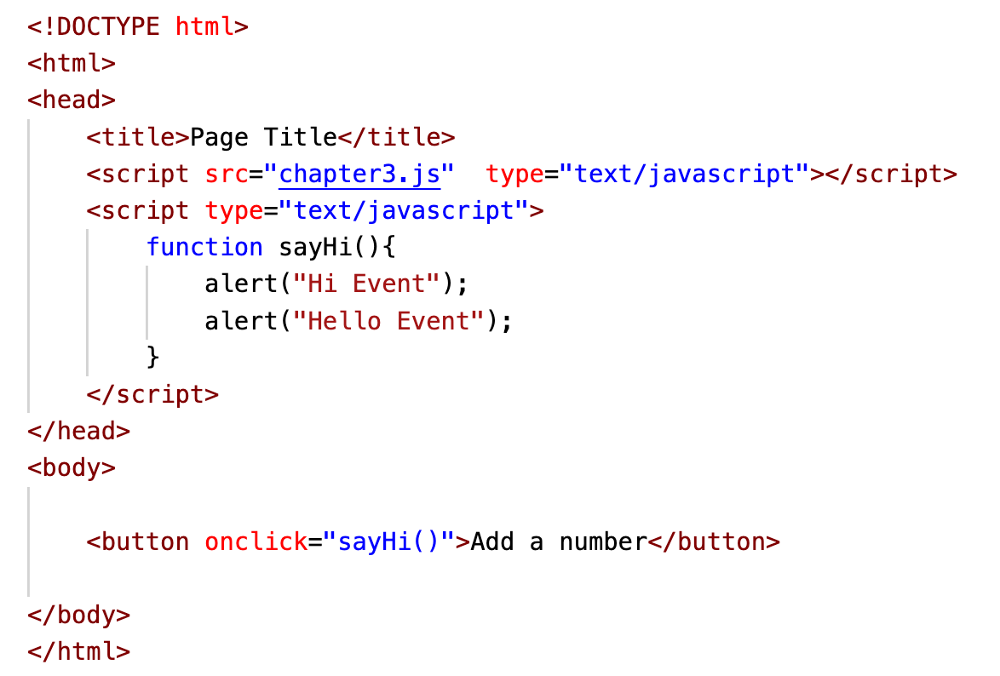 <!DOCTYPE html>
<html>
<head>
    <title>Page Title</title>
    <script src="chapter3.js"  type="text/javascript"></script>
    <script type="text/javascript">
        function sayHi(){
            alert("Hi Event");
            alert("Hello Event");
        }
    </script>
</head>
<body>
    <button onclick="sayHi()">Add a number</button>
</body>
</html>